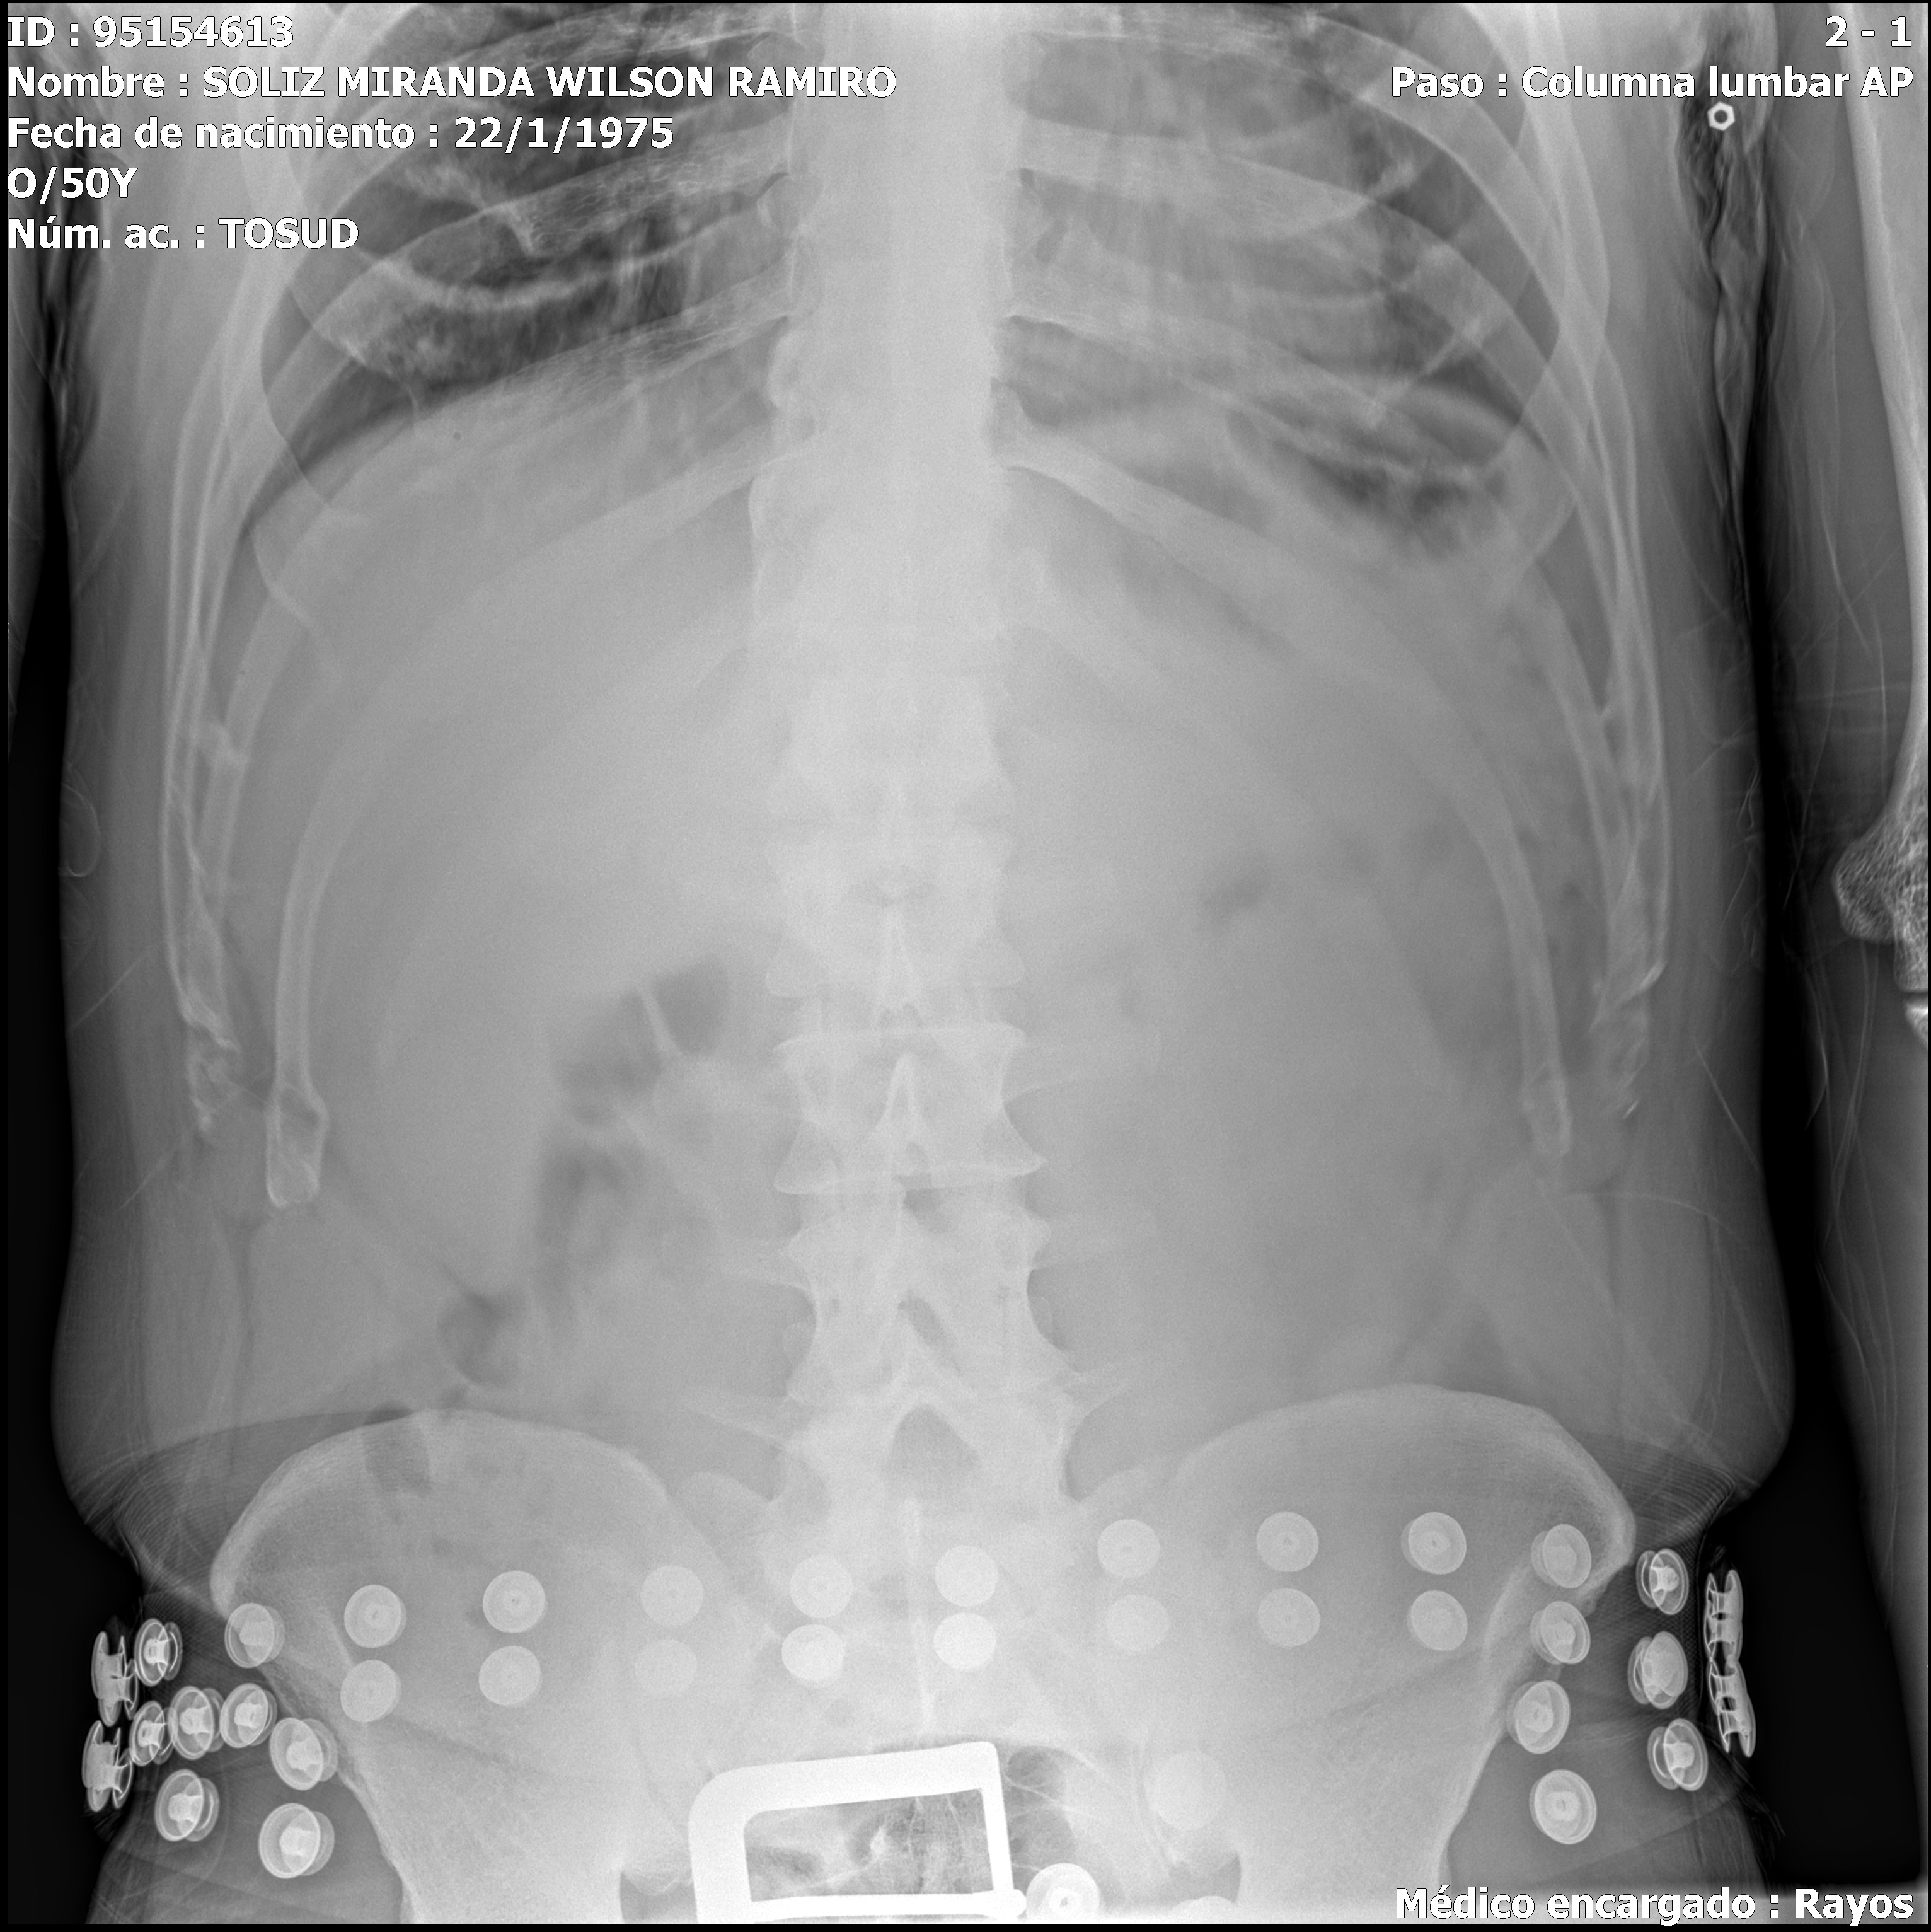 ID : 95154613
2 - 1
Nombre : SOLIZ MIRANDA WILSON RAMIRO
Paso : Columna lumbar AP
Fecha de nacimiento : 22/1/1975
O/50Y
Núm. ac. : TOSUD
Médico encargado : Rayos